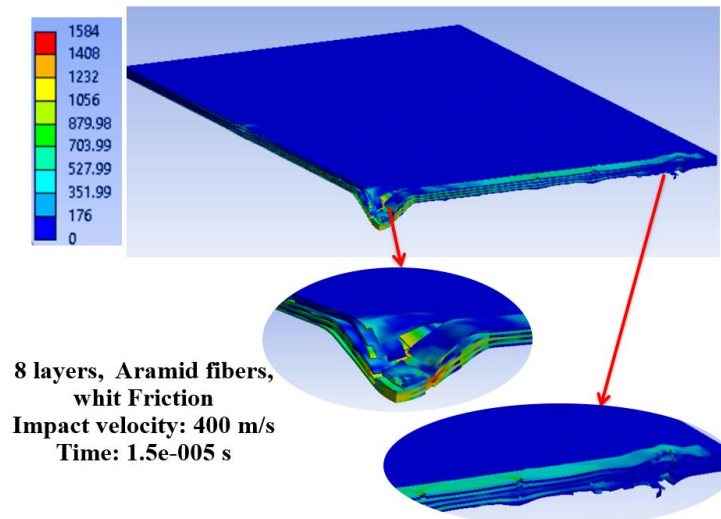 1584
1408
1232
1056
879.98
703.99
527.99
351.99
176
0
8 layers, Aramid fibers,
whit Friction
Impact velocity: 400 m/s
Time: 1.5e-005 s